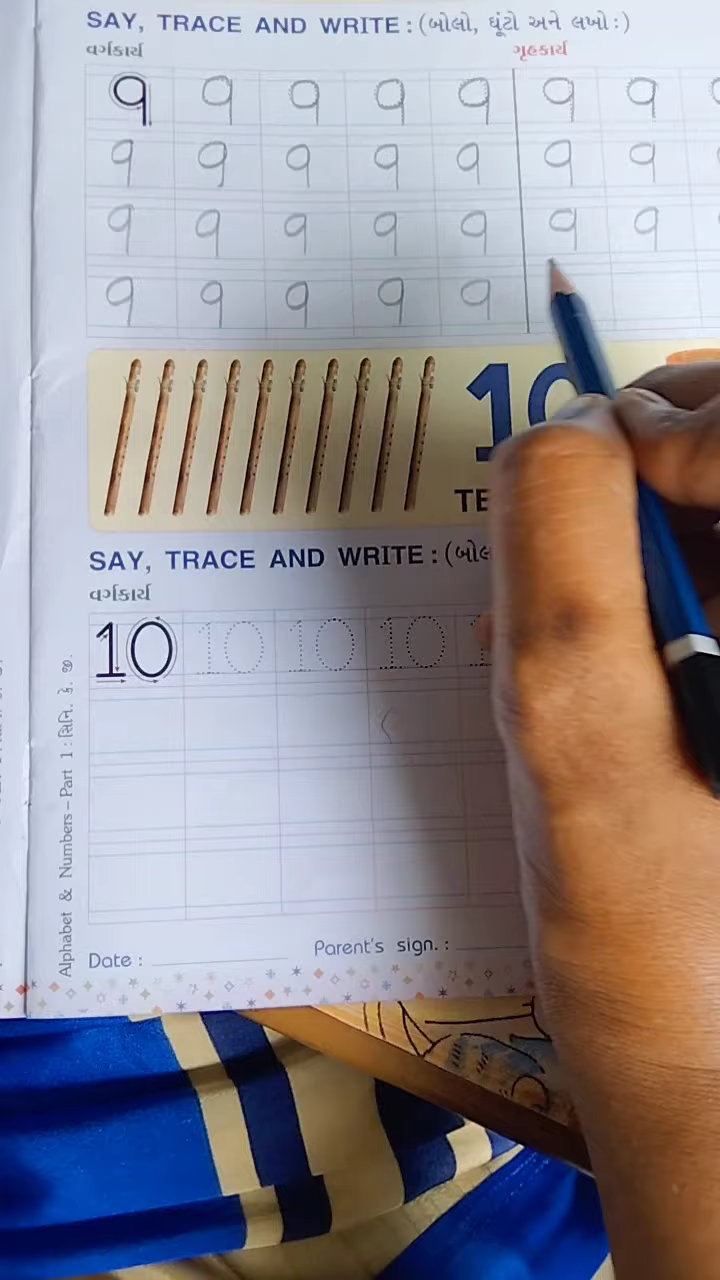 SAY, TRACE AND WRITE : (બોલો, ઘૂંટો અને લખો :)
વર્ગકાર્ય ગૃહકાર્ય
9 9 9 9 9 9 9
9 9 9 9 9 9 9
9 9 9 9 9 9 9
9 9 9 9 9
10
SAY, TRACE AND WRITE :
વર્ગકાર્ય
10 10 10 10
Date : Parent's sign. :
Alphabet & Numbers – Part 1 : સિનિ. કે. જી.